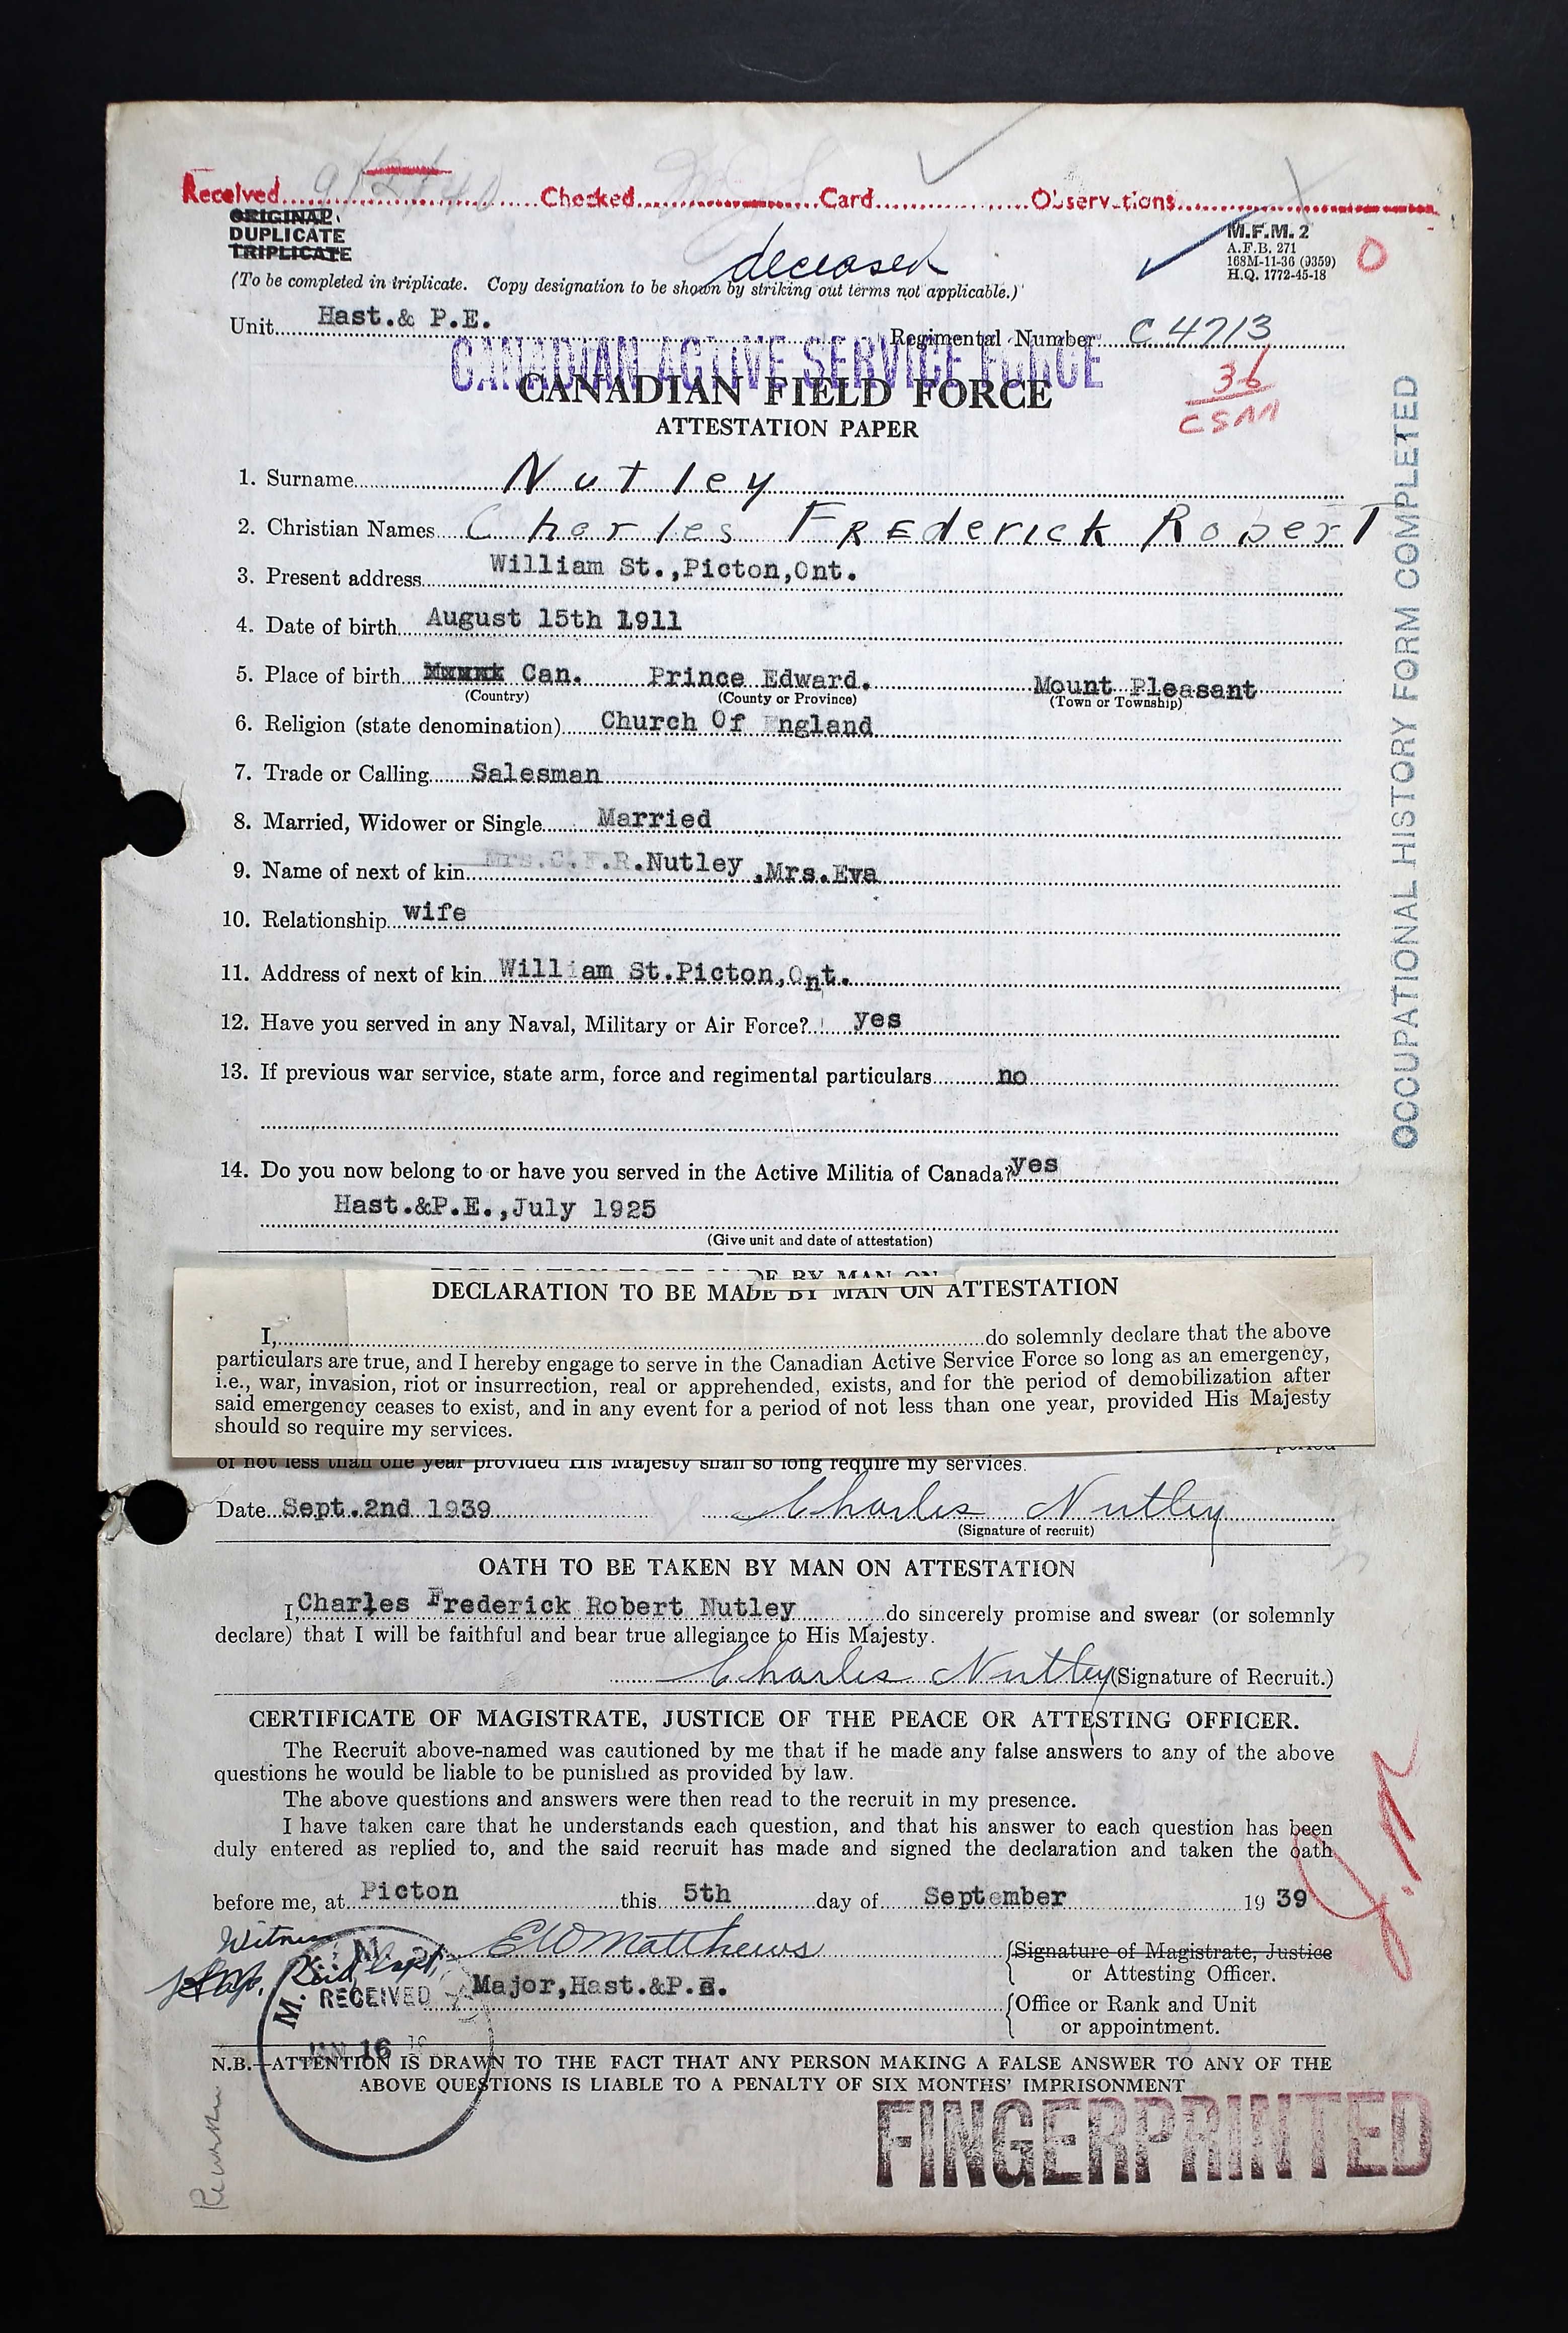 Received.....Checked.....Card.....Observ-tions.....
ORIGINAL
DUPLICATE
TRIPLICATE
M.F.M. 2
A.F.B. 271
168M-11-36 (9359)
H.Q. 1772-45-18
O
deceased
(To be completed in triplicate. Copy designation to be shown by striking out terms not applicable.)
Unit Hast.& P.E. Regimental Number C 4713
CANADIAN ACTIVE SERVICE FORCE
CANADIAN FIELD FORCE
36
CSM
ATTESTATION PAPER
1. Surname Nutley
2. Christian Names Charles FREderick Robert
3. Present address William St.,Picton,Ont.
4. Date of birth August 15th 1911
5. Place of birth Can. Prince Edward. Mount Pleasant
(Country) (County or Province) (Town or Township)
6. Religion (state denomination) Church Of England
7. Trade or Calling Salesman
8. Married, Widower or Single Married
9. Name of next of kin Mrs.C.F.R.Nutley ,Mrs.Eva
10. Relationship wife
11. Address of next of kin William St.Picton,Ont.
12. Have you served in any Naval, Military or Air Force? yes
13. If previous war service, state arm, force and regimental particulars no
14. Do you now belong to or have you served in the Active Militia of Canada? yes
Hast.&P.E.,July 1925
(Give unit and date of attestation)
OCCUPATIONAL HISTORY FORM COMPLETED
DECLARATION TO BE MADE BY MAN ON ATTESTATION
I, do solemnly declare that the above
particulars are true, and I hereby engage to serve in the Canadian Active Service Force so long as an emergency,
i.e., war, invasion, riot or insurrection, real or apprehended, exists, and for the period of demobilization after
said emergency ceases to exist, and in any event for a period of not less than one year, provided His Majesty
should so require my services.
of not less than one year provided His Majesty shall so long require my services.
Date Sept.2nd 1939 Charles Nutley
(Signature of recruit)
OATH TO BE TAKEN BY MAN ON ATTESTATION
I, Charles Frederick Robert Nutley do sincerely promise and swear (or solemnly
declare) that I will be faithful and bear true allegiance to His Majesty.
Charles Nutley (Signature of Recruit.)
CERTIFICATE OF MAGISTRATE, JUSTICE OF THE PEACE OR ATTESTING OFFICER.
The Recruit above-named was cautioned by me that if he made any false answers to any of the above
questions he would be liable to be punished as provided by law.
The above questions and answers were then read to the recruit in my presence.
I have taken care that he understands each question, and that his answer to each question has been
duly entered as replied to, and the said recruit has made and signed the declaration and taken the oath
before me, at Picton this 5th day of September 19 39
Witness EW Matthews {Signature of Magistrate, Justice
or Attesting Officer.
RECEIVED Major,Hast.&P.E. {Office or Rank and Unit
or appointment.
16
N.B.—ATTENTION IS DRAWN TO THE FACT THAT ANY PERSON MAKING A FALSE ANSWER TO ANY OF THE
ABOVE QUESTIONS IS LIABLE TO A PENALTY OF SIX MONTHS' IMPRISONMENT
FINGERPRINTED